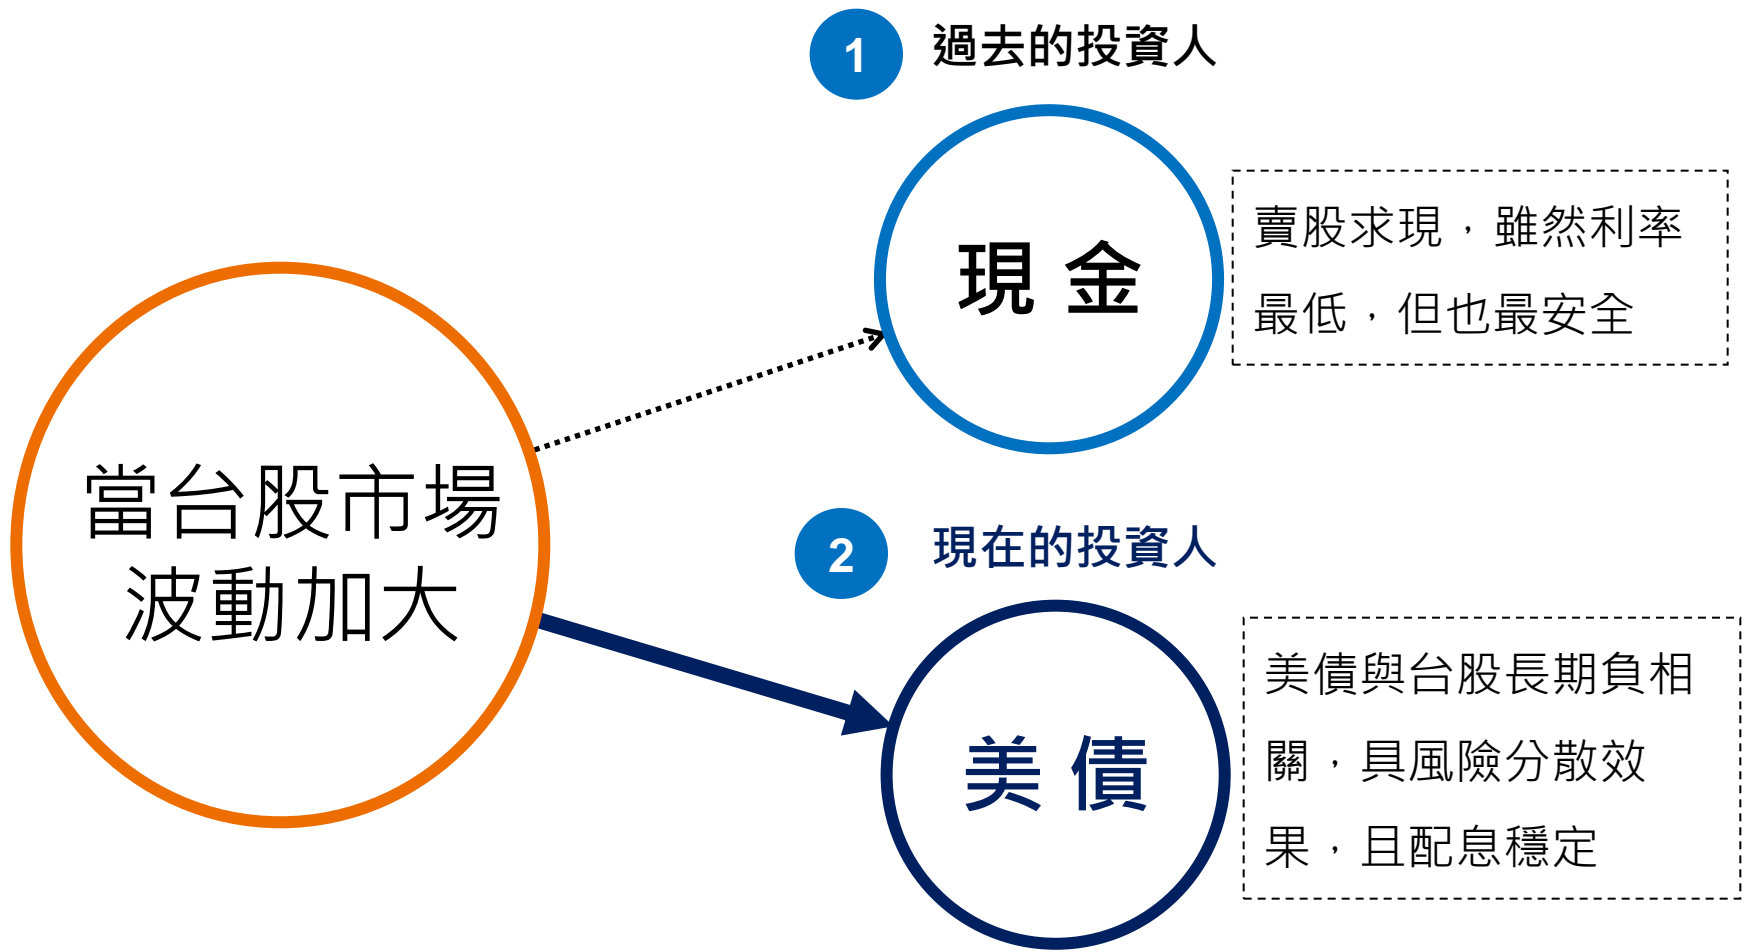 1
過去的投資人
現金
賣股求現，雖然利率
最低，但也最安全
當台股市場
波動加大
2
現在的投資人
美債
美債與台股長期負相
關，具風險分散效
果，且配息穩定